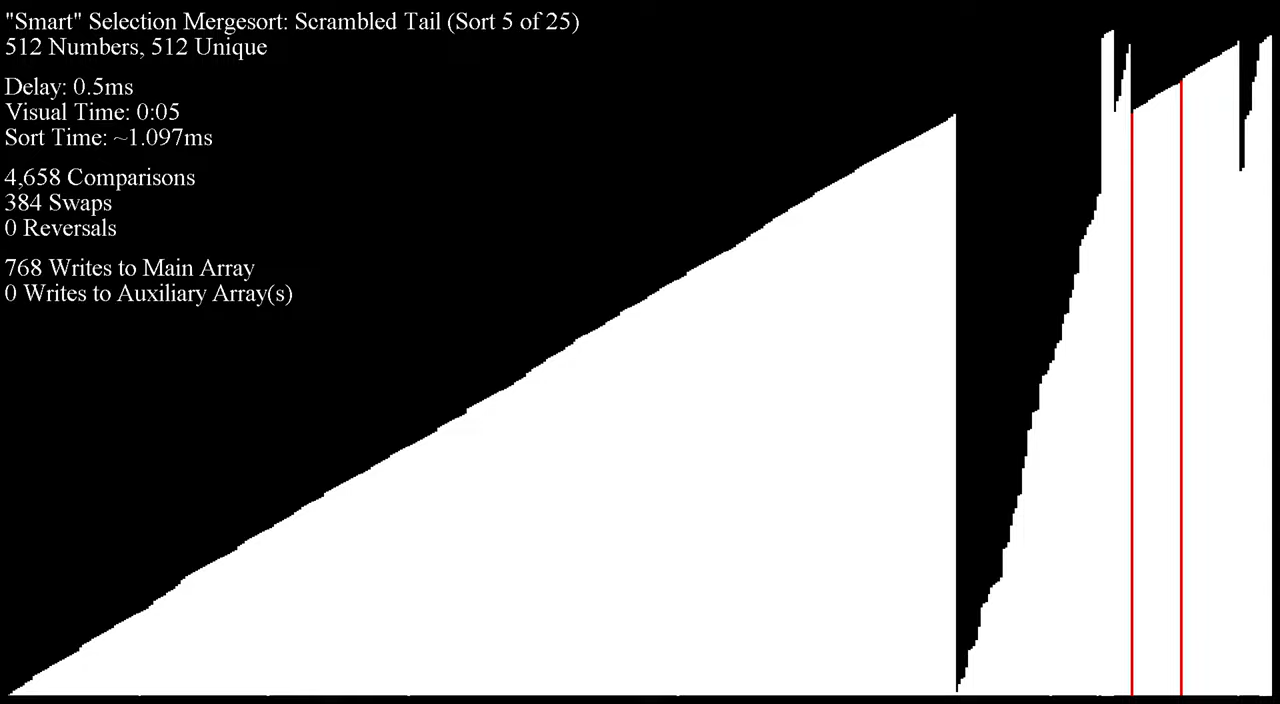 "Smart" Selection Mergesort: Scrambled Tail (Sort 5 of 25)
512 Numbers, 512 Unique
Delay: 0.5ms
Visual Time: 0:05
Sort Time: ~1.097ms
4,658 Comparisons
384 Swaps
0 Reversals
768 Writes to Main Array
0 Writes to Auxiliary Array(s)